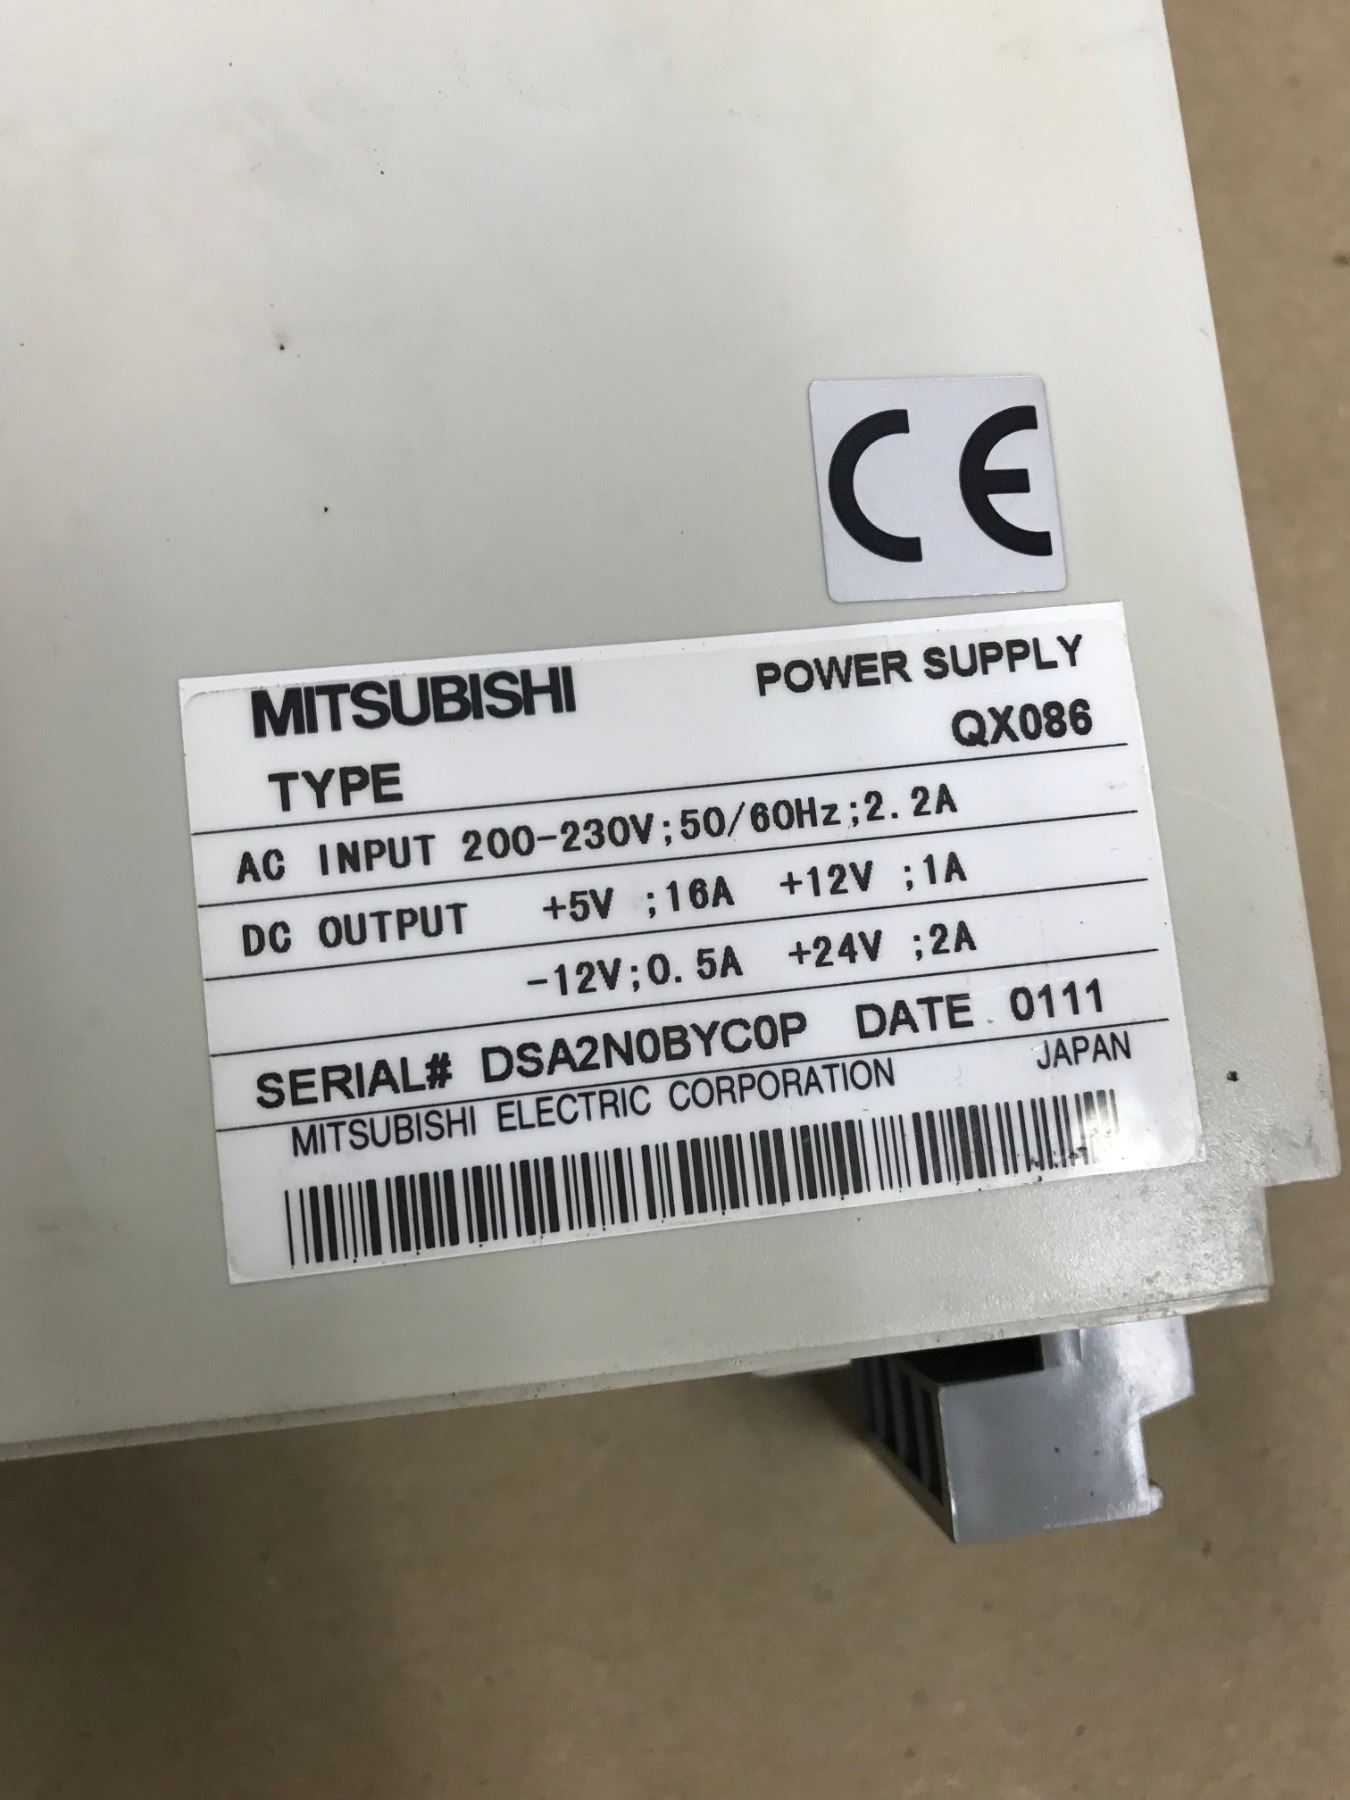 CE
MITSUBISHI POWER SUPPLY
TYPE QX086
AC INPUT 200-230V;50/60Hz;2.2A
DC OUTPUT +5V ;16A +12V ;1A
-12V;0.5A +24V ;2A
SERIAL# DSA2N0BYC0P DATE 0111
MITSUBISHI ELECTRIC CORPORATION JAPAN